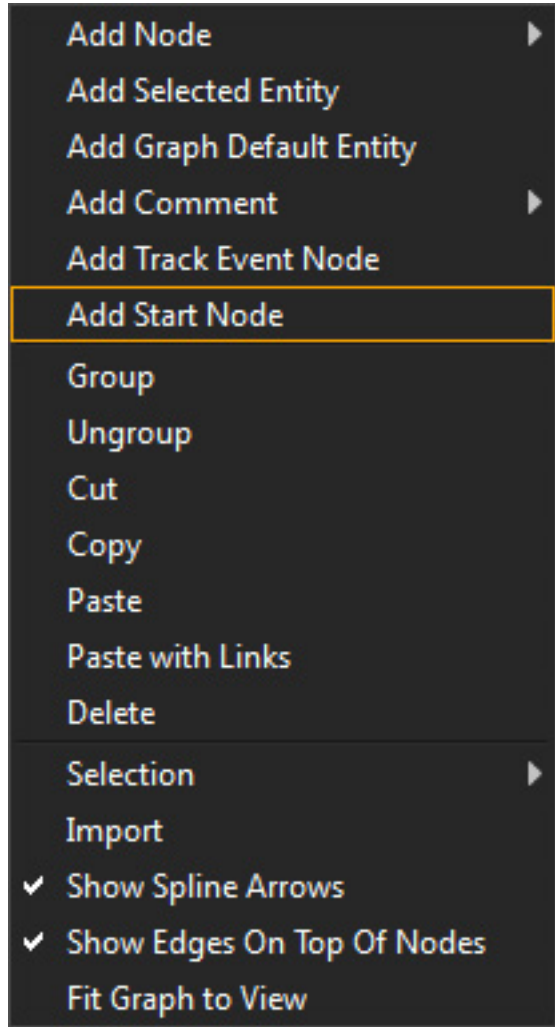 Add Node
Add Selected Entity
Add Graph Default Entity
Add Comment
Add Track Event Node
Add Start Node
Group
Ungroup
Cut
Copy
Paste
Paste with Links
Delete
Selection
Import
Show Spline Arrows
Show Edges On Top Of Nodes
Fit Graph to View